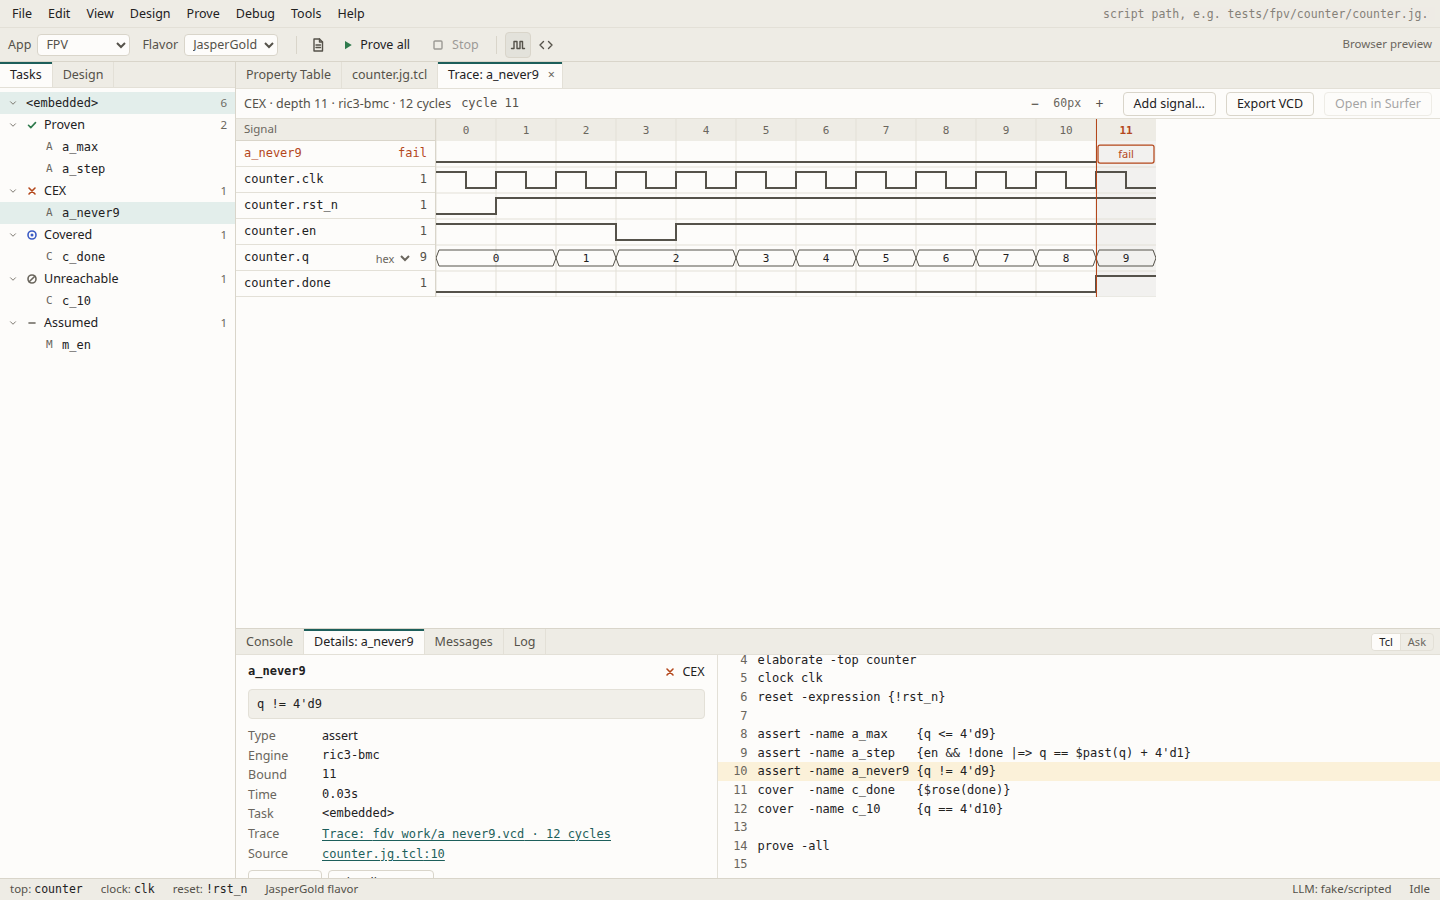 File Edit View Design Prove Debug Tools Help script path, e.g. tests/fpv/counter/counter.jg.
App FPV Flavor JasperGold Prove all Stop Browser preview
Tasks Design
<embedded> 6
Proven 2
A a_max
A a_step
CEX 1
A a_never9
Covered 1
C c_done
Unreachable 1
C c_10
Assumed 1
M m_en
Property Table counter.jg.tcl Trace: a_never9 ×
CEX · depth 11 · ric3-bmc · 12 cycles cycle 11 − 60px + Add signal... Export VCD Open in Surfer
Signal 0 1 2 3 4 5 6 7 8 9 10 11
a_never9 fail fail
counter.clk 1
counter.rst_n 1
counter.en 1
counter.q hex 9 0 1 2 3 4 5 6 7 8 9
counter.done 1
Console Details: a_never9 Messages Log Tcl Ask
a_never9 CEX
q != 4'd9
Type assert
Engine ric3-bmc
Bound 11
Time 0.03s
Task <embedded>
Trace Trace: fdv_work/a_never9.vcd · 12 cycles
Source counter.jg.tcl:10
4 elaborate -top counter
5 clock clk
6 reset -expression {!rst_n}
7
8 assert -name a_max {q <= 4'd9}
9 assert -name a_step {en && !done |=> q == $past(q) + 4'd1}
10 assert -name a_never9 {q != 4'd9}
11 cover -name c_done {$rose(done)}
12 cover -name c_10 {q == 4'd10}
13
14 prove -all
15
top: counter clock: clk reset: !rst_n JasperGold flavor LLM: fake/scripted Idle